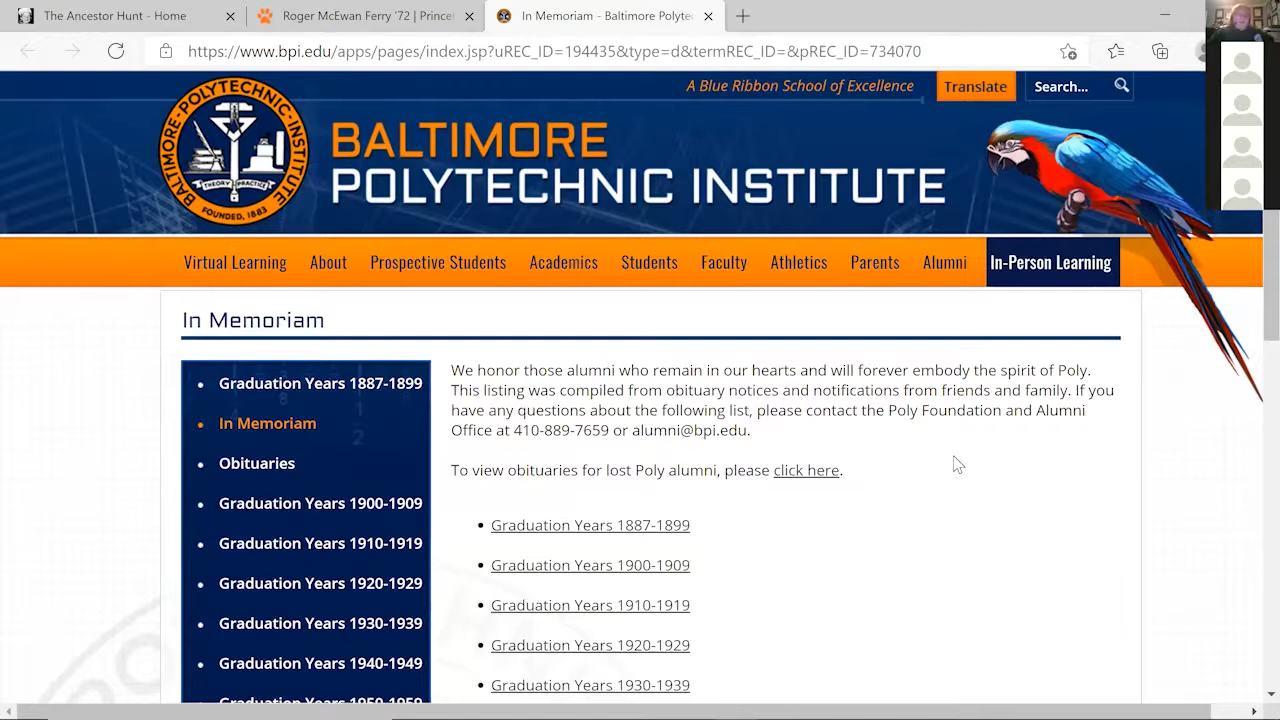 The Ancestor Hunt - Home
Roger McEwan Ferry '72 | Prince
In Memoriam - Baltimore Polyte
https://www.bpi.edu/apps/pages/index.jsp?uREC_ID=194435&type=d&termREC_ID=&pREC_ID=734070
A Blue Ribbon School of Excellence
Translate
Search...
BALTIMORE POLYTECHNIC INSTITUTE
THEORY PRACTICE
FOUNDED, 1883
BALTIMORE
POLYTECHNIC INSTITUTE
Virtual Learning About Prospective Students Academics Students Faculty Athletics Parents Alumni In-Person Learning
In Memoriam
Graduation Years 1887-1899
In Memoriam
Obituaries
Graduation Years 1900-1909
Graduation Years 1910-1919
Graduation Years 1920-1929
Graduation Years 1930-1939
Graduation Years 1940-1949
Graduation Years 1950-1959
We honor those alumni who remain in our hearts and will forever embody the spirit of Poly.
This listing was compiled from obituary notices and notifications from friends and family. If you
have any questions about the following list, please contact the Poly Foundation and Alumni
Office at 410-889-7659 or alumni@bpi.edu.
To view obituaries for lost Poly alumni, please click here.
• Graduation Years 1887-1899
• Graduation Years 1900-1909
• Graduation Years 1910-1919
• Graduation Years 1920-1929
• Graduation Years 1930-1939